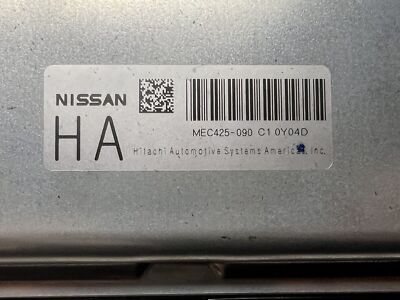 NISSAN
HA
MEC425-090 C1 0Y04D
Hitachi Automotive Systems Americas, Inc.